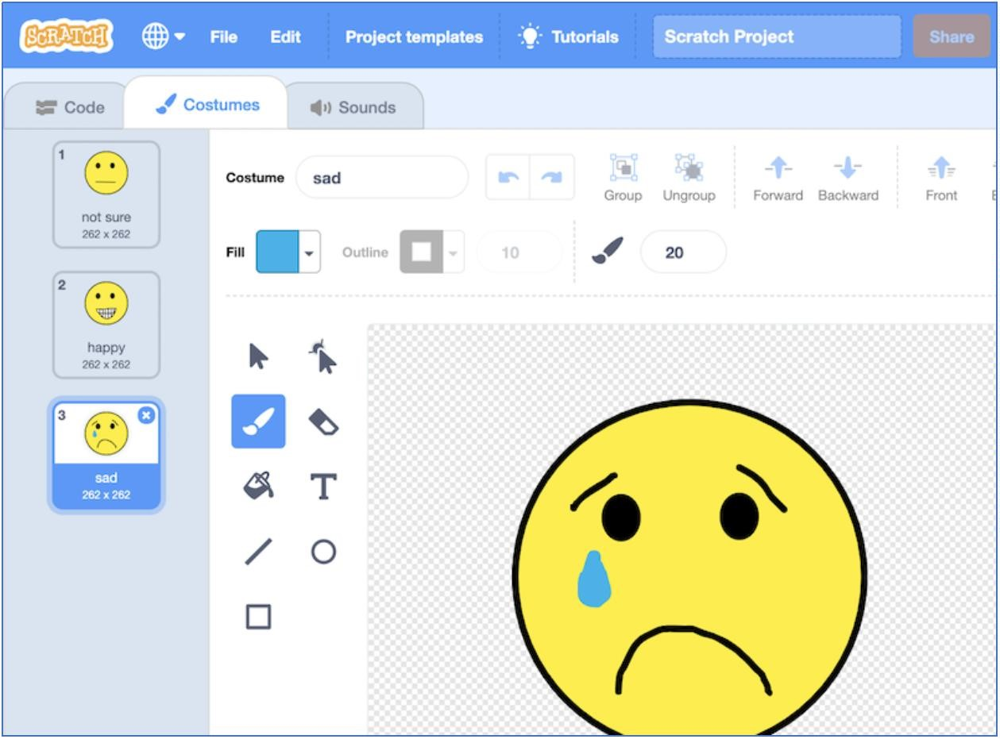 SCRATCH File Edit Project templates Tutorials Scratch Project Share
Code Costumes Sounds
1
not sure
262 x 262
2
happy
262 x 262
3
sad
262 x 262
Costume sad
Group Ungroup Forward Backward Front
Fill Outline 10 20
T